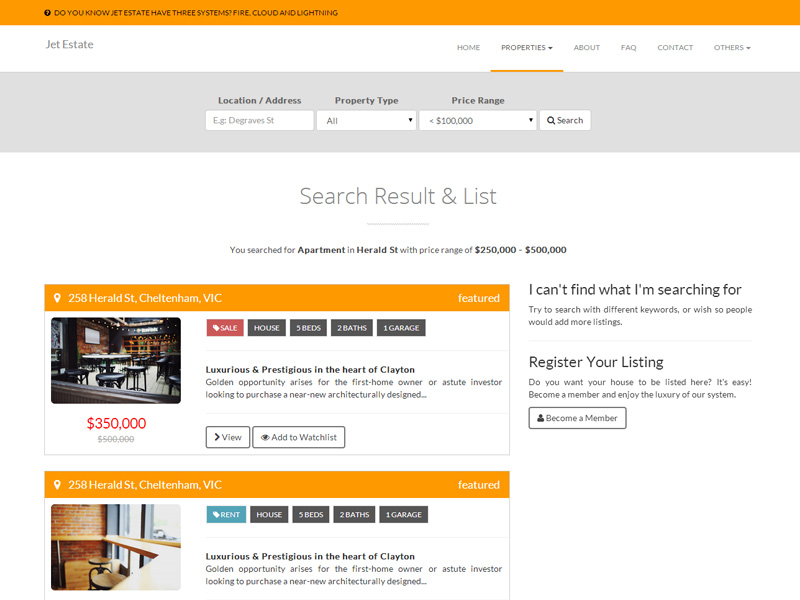 DO YOU KNOW JET ESTATE HAVE THREE SYSTEMS? FIRE, CLOUD AND LIGHTNING
Jet Estate
HOME PROPERTIES ABOUT FAQ CONTACT OTHERS
Location / Address Property Type Price Range
E.g: Degraves St All < $100,000 Search
Search Result & List
You searched for Apartment in Herald St with price range of $250,000 - $500,000
258 Herald St, Cheltenham, VIC featured
SALE HOUSE 5 BEDS 2 BATHS 1 GARAGE
Luxurious & Prestigious in the heart of Clayton
Golden opportunity arises for the first-home owner or astute investor
looking to purchase a near-new architecturally designed...
$350,000
$500,000
View Add to Watchlist
258 Herald St, Cheltenham, VIC featured
RENT HOUSE 5 BEDS 2 BATHS 1 GARAGE
Luxurious & Prestigious in the heart of Clayton
Golden opportunity arises for the first-home owner or astute investor
looking to purchase a near-new architecturally designed...
I can't find what I'm searching for
Try to search with different keywords, or wish so people
would add more listings.
Register Your Listing
Do you want your house to be listed here? It's easy!
Become a member and enjoy the luxury of our system.
Become a Member